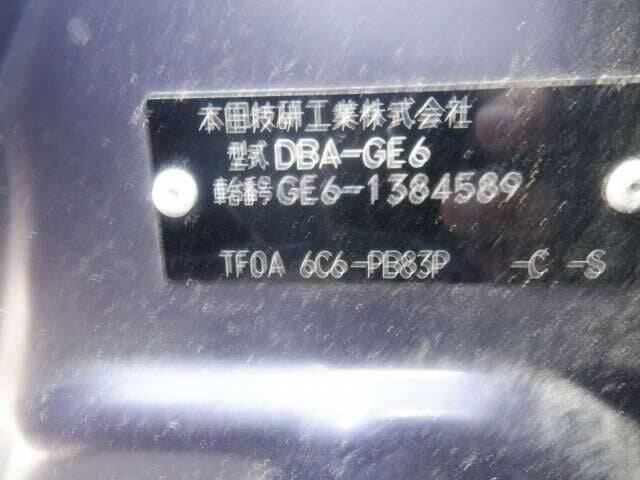 本田技研工業株式会社
型式 DBA-GE6
車台番号 GE6-1384589
TF0A 6C6-PB83P -C -S